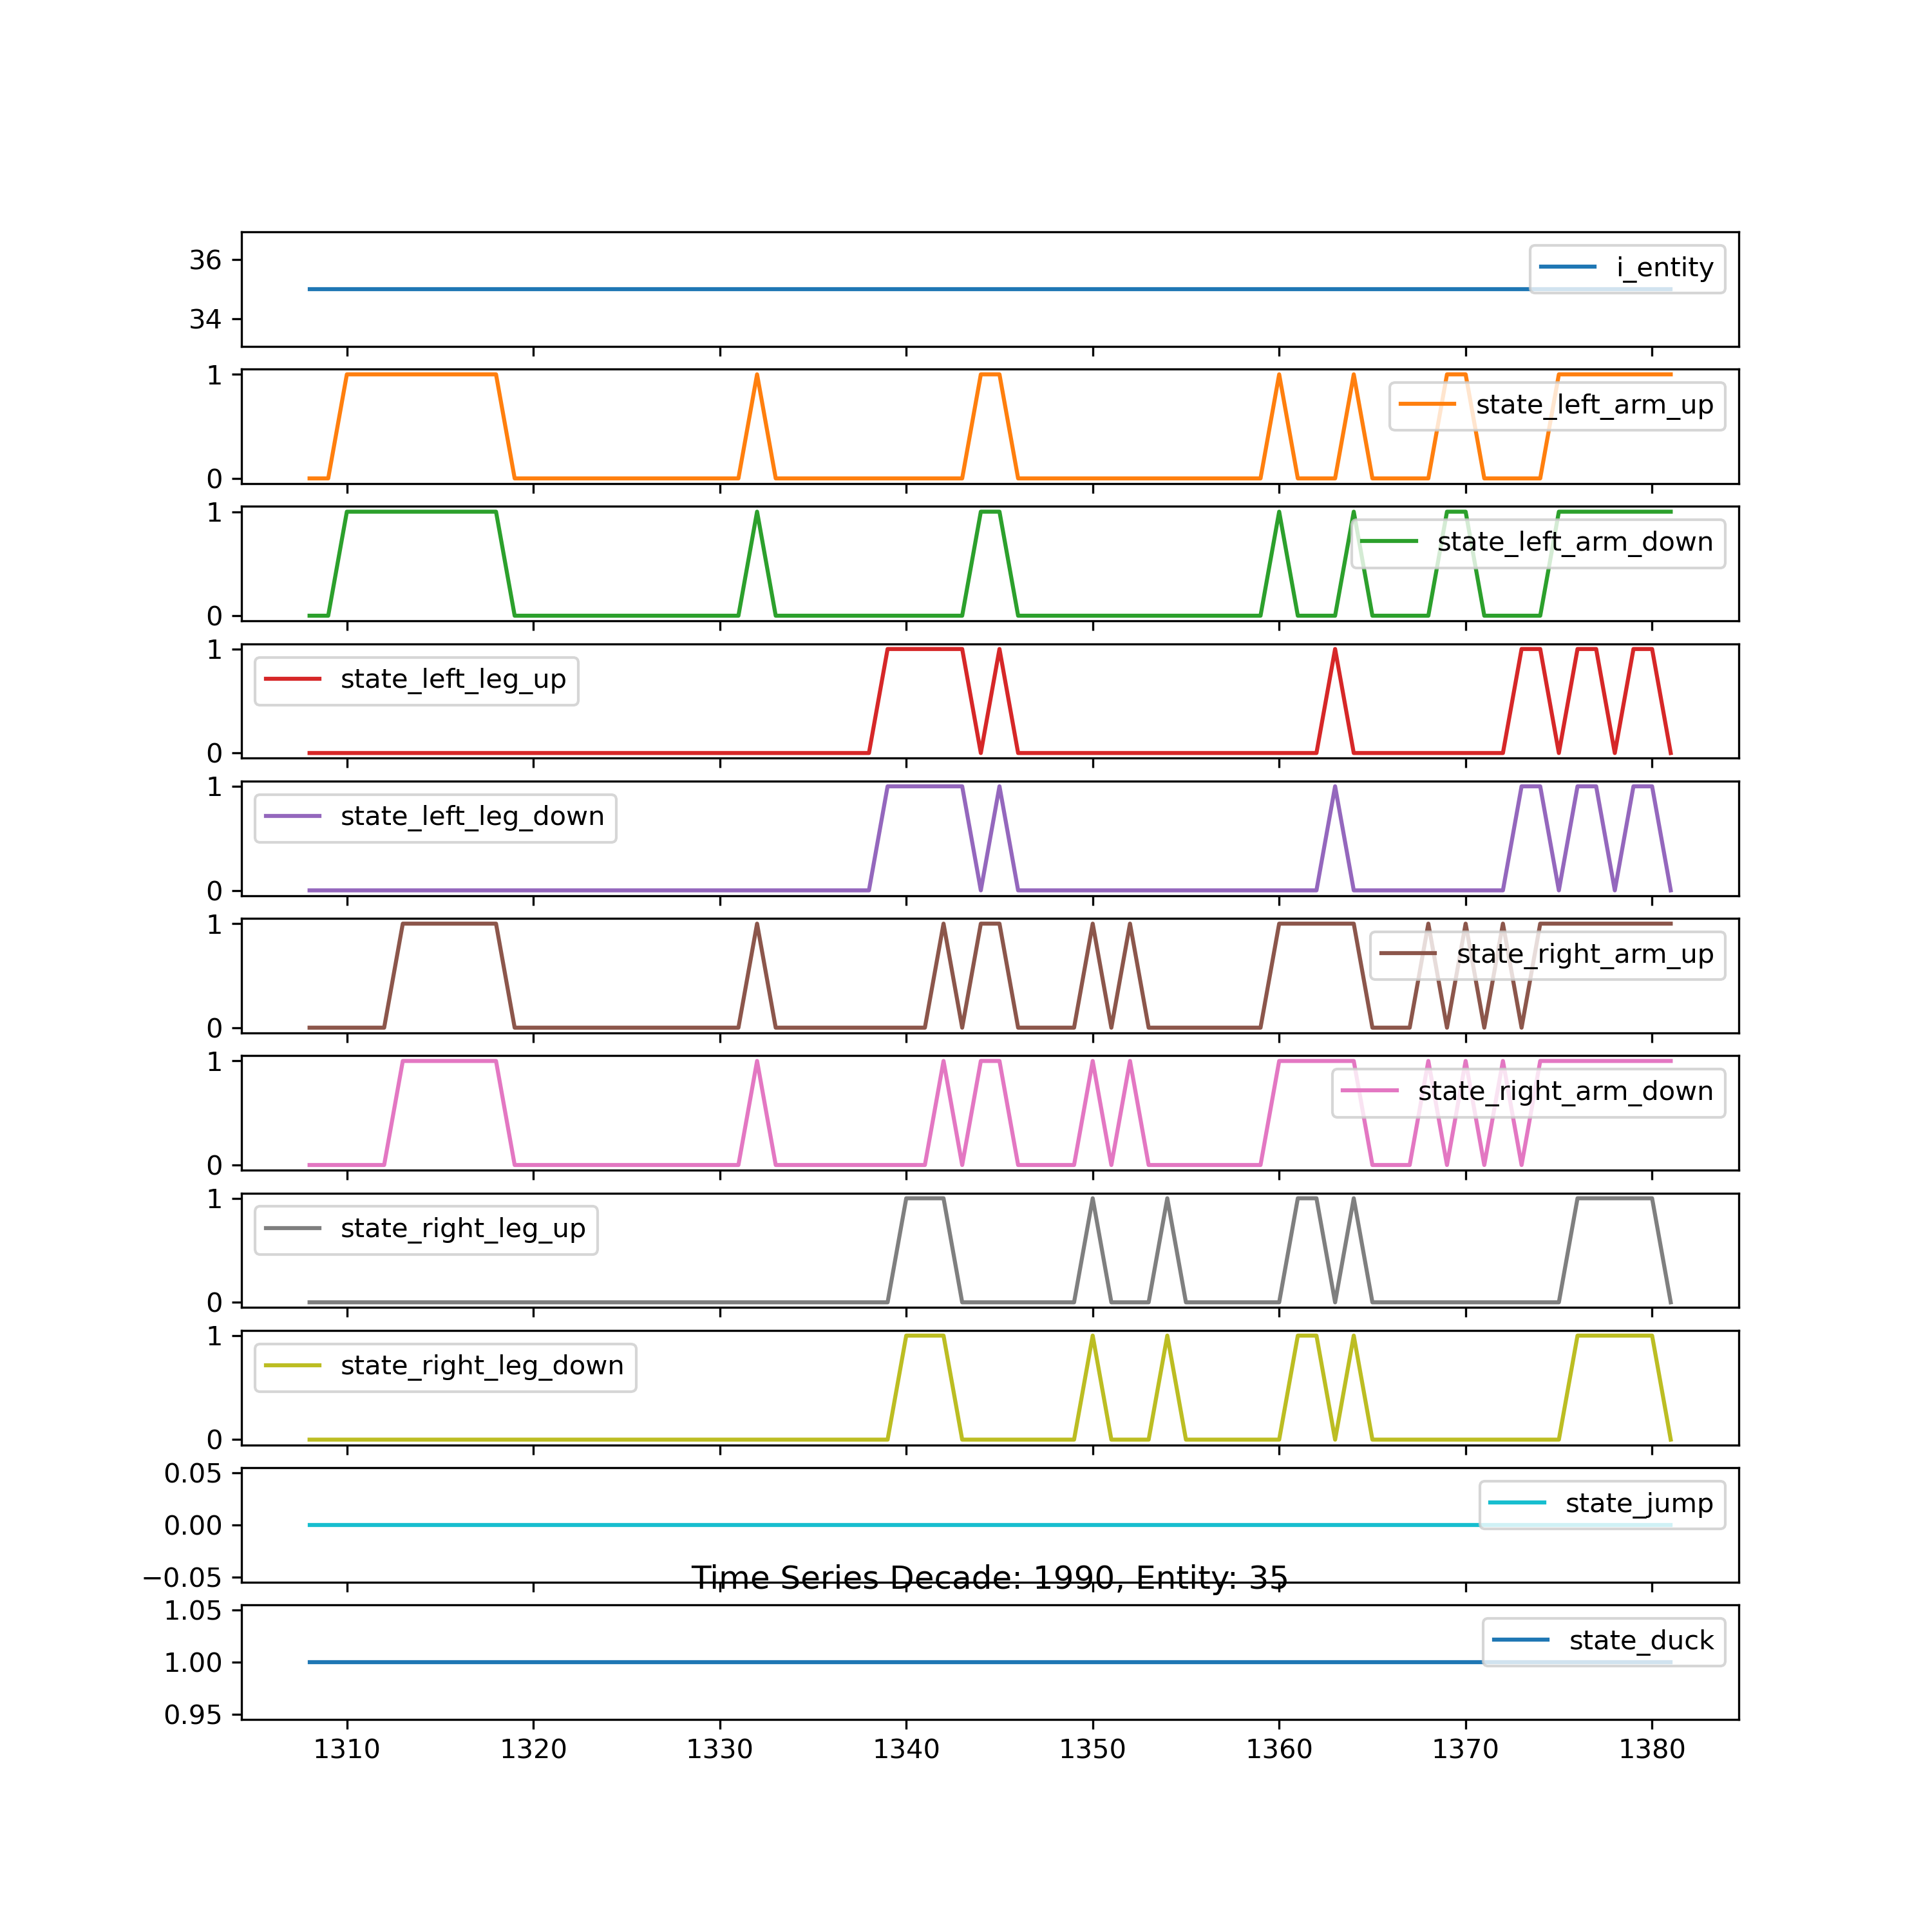 36
34
i_entity
1
0
state_left_arm_up
1
0
state_left_arm_down
1
0
state_left_leg_up
1
0
state_left_leg_down
1
0
state_right_arm_up
1
0
state_right_arm_down
1
0
state_right_leg_up
1
0
state_right_leg_down
0.05
0.00
−0.05
state_jump
Time Series Decade: 1990, Entity: 35
1.05
1.00
0.95
state_duck
1310 1320 1330 1340 1350 1360 1370 1380